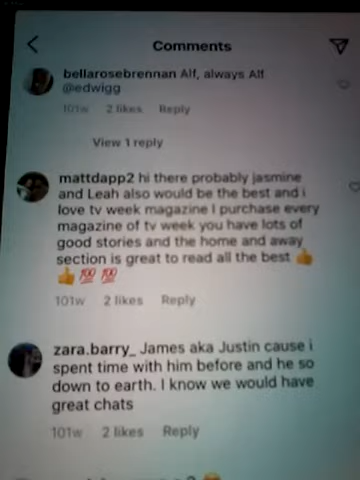 Comments
bellarosebrennan Alf, always Alf
@edwigg
101w 2 likes Reply
View 1 reply
mattdapp2 hi there probably jasmine
and Leah also would be the best and i
love tv week magazine I purchase every
magazine of tv week you have lots of
good stories and the home and away
section is great to read all the best 👍
👍💯💯
101w 2 likes Reply
zara.barry_ James aka Justin cause i
spent time with him before and he so
down to earth. I know we would have
great chats
101w 2 likes Reply